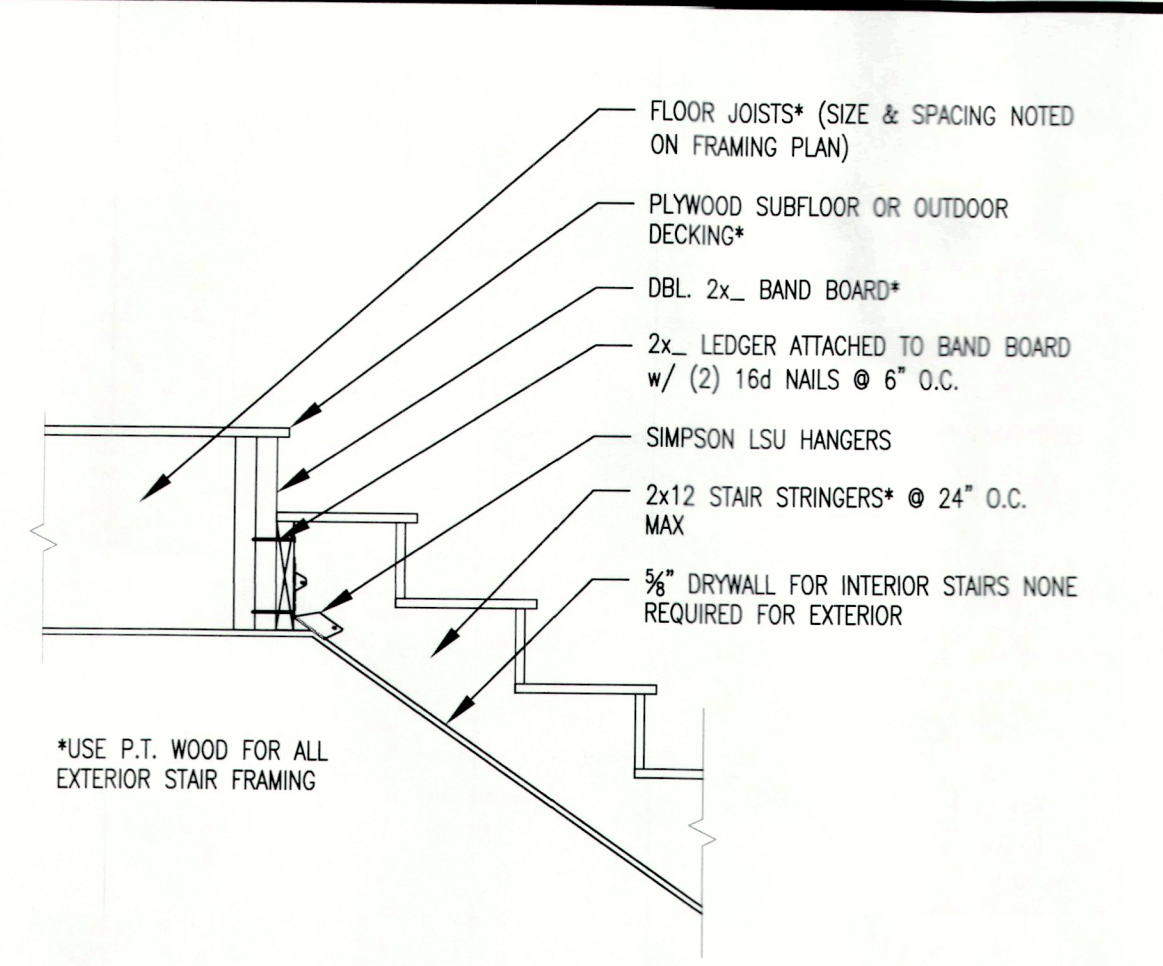 FLOOR JOISTS* (SIZE & SPACING NOTED
ON FRAMING PLAN)
PLYWOOD SUBFLOOR OR OUTDOOR
DECKING*
DBL. 2x_ BAND BOARD*
2x_ LEDGER ATTACHED TO BAND BOARD
w/ (2) 16d NAILS @ 6" O.C.
SIMPSON LSU HANGERS
2x12 STAIR STRINGERS* @ 24" O.C.
MAX
⅝" DRYWALL FOR INTERIOR STAIRS NONE
REQUIRED FOR EXTERIOR
*USE P.T. WOOD FOR ALL
EXTERIOR STAIR FRAMING